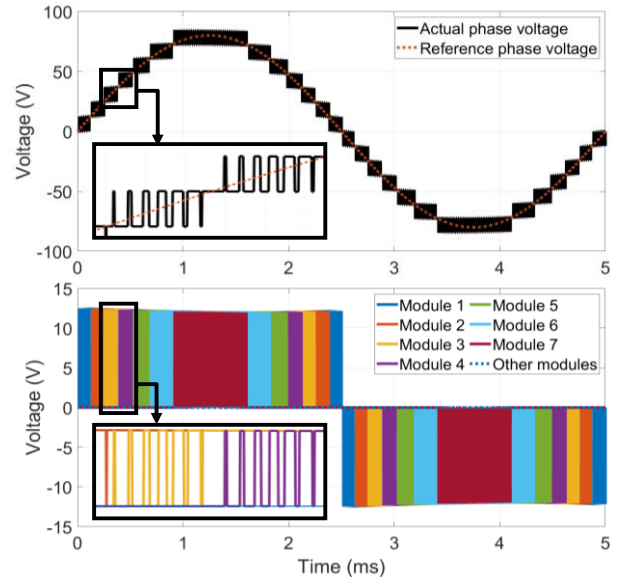 100
50
0
-50
-100
Voltage (V)
Actual phase voltage
Reference phase voltage
0 1 2 3 4 5
15
10
5
0
-5
-10
-15
Voltage (V)
Module 1 Module 5
Module 2 Module 6
Module 3 Module 7
Module 4 Other modules
0 1 2 3 4 5
Time (ms)